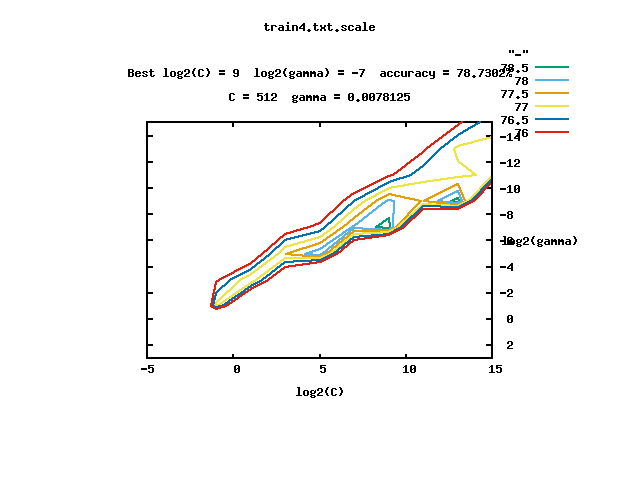 train4.txt.scale
"-"
Best log2(C) = 9  log2(gamma) = -7  accuracy = 78.7302%
78.5
78
77.5
77
76.5
76
C = 512  gamma = 0.0078125
-14
-12
-10
-8
-6
log2(gamma)
-4
-2
0
2
-5 0 5 10 15
log2(C)